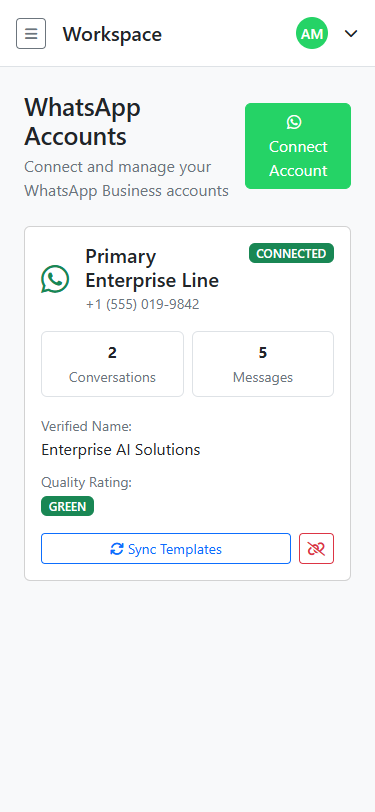 Workspace
AM
WhatsApp
Accounts
Connect and manage your
WhatsApp Business accounts
Connect
Account
Primary
Enterprise Line
+1 (555) 019-9842
CONNECTED
2
Conversations
5
Messages
Verified Name:
Enterprise AI Solutions
Quality Rating:
GREEN
Sync Templates